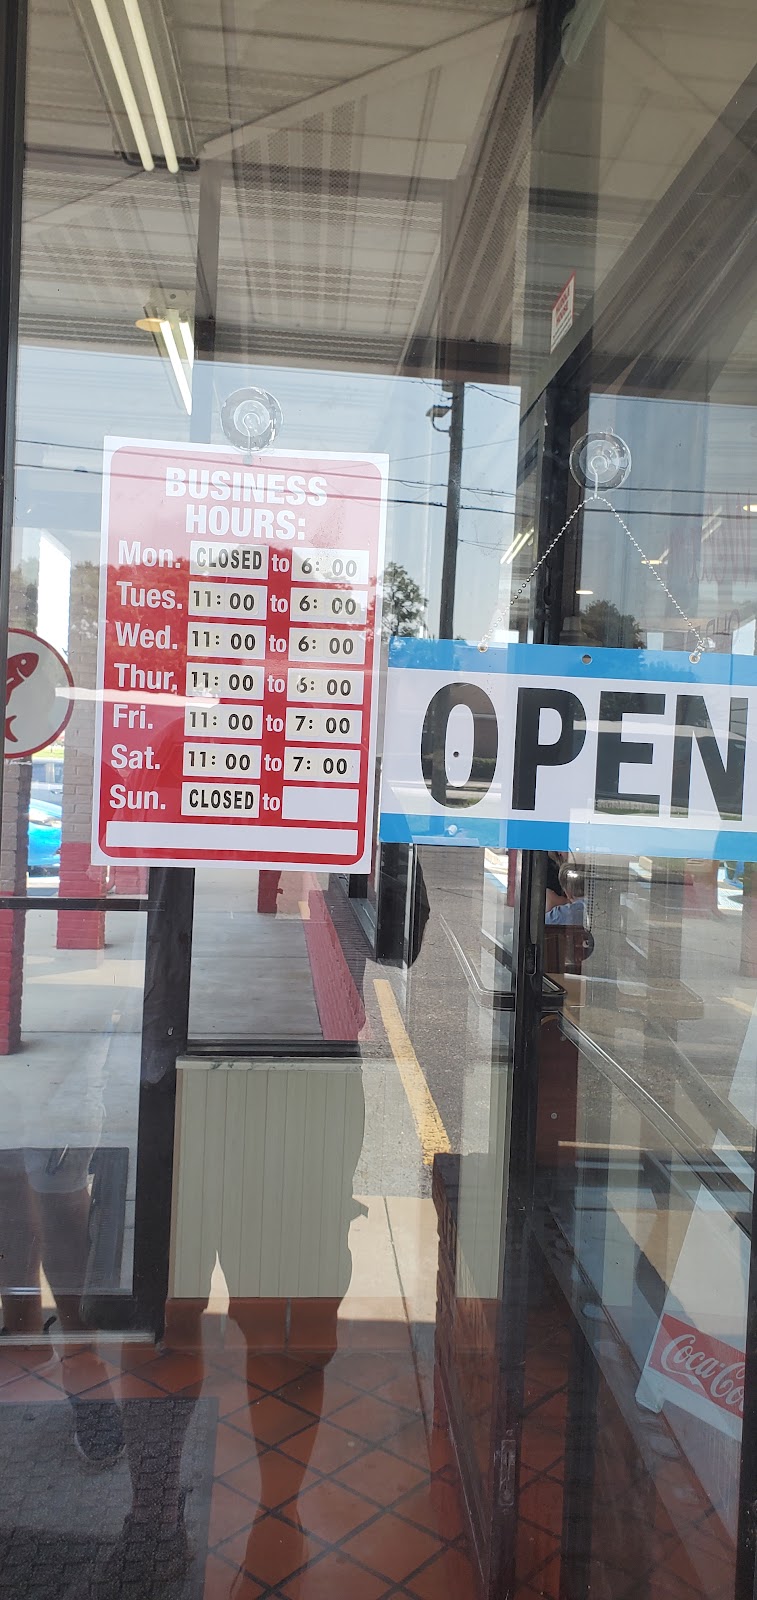 BUSINESS
HOURS:
Mon. CLOSED to 6: 00
Tues. 11: 00 to 6: 00
Wed. 11: 00 to 6: 00
Thur. 11: 00 to 6: 00
Fri. 11: 00 to 7: 00
Sat. 11: 00 to 7: 00
Sun. CLOSED to
OPEN
Coca-Co